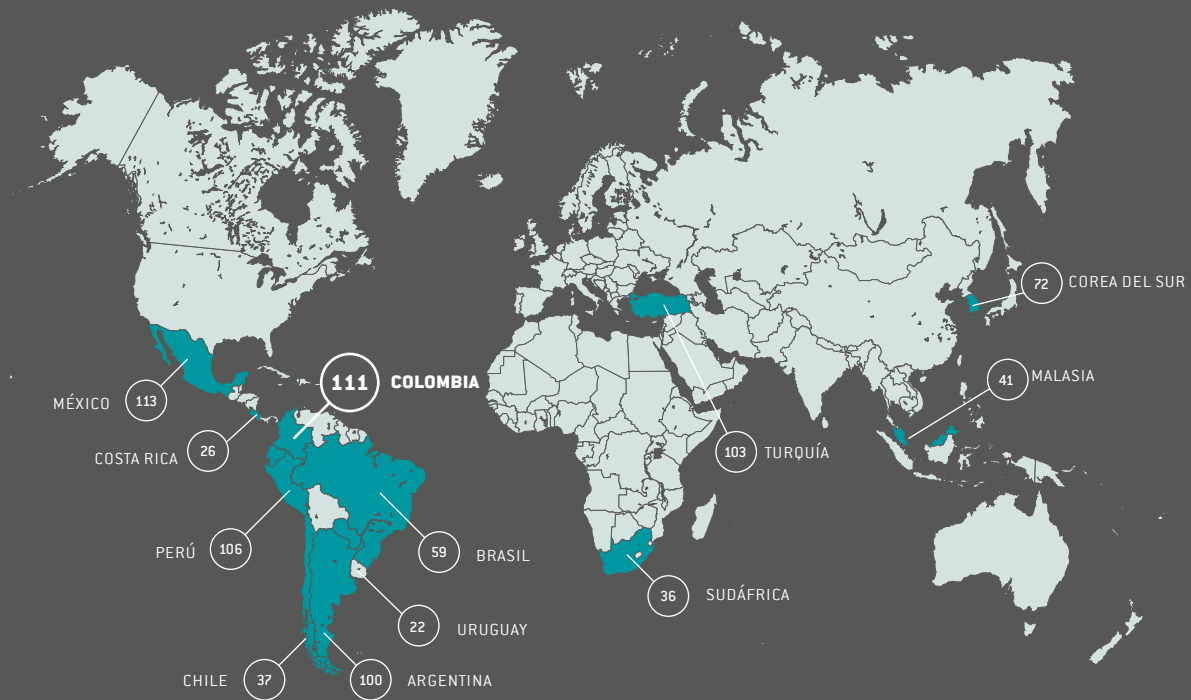 72 COREA DEL SUR
41 MALASIA
111 COLOMBIA
MÉXICO 113
COSTA RICA 26
103 TURQUÍA
PERÚ 106
59 BRASIL
36 SUDÁFRICA
22 URUGUAY
CHILE 37
100 ARGENTINA